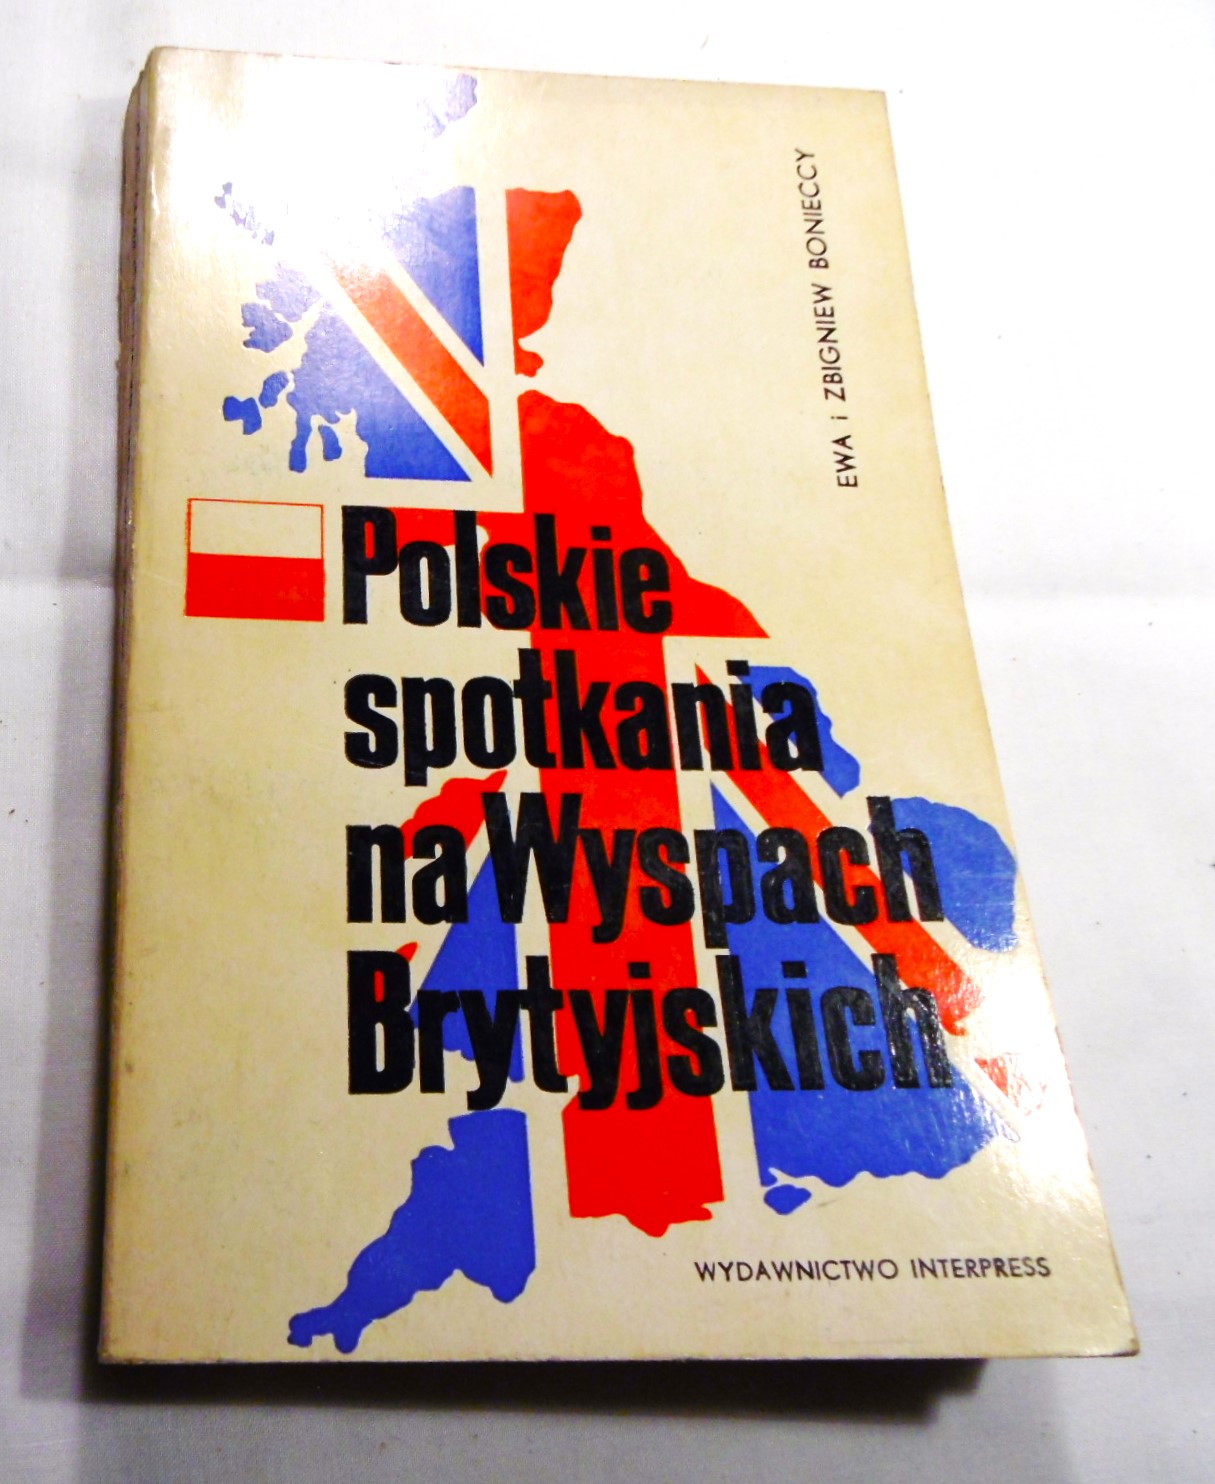 EWA i ZBIGNIEW BONIECCY
Polskie
spotkania
na Wyspach
Brytyjskich
WYDAWNICTWO INTERPRESS